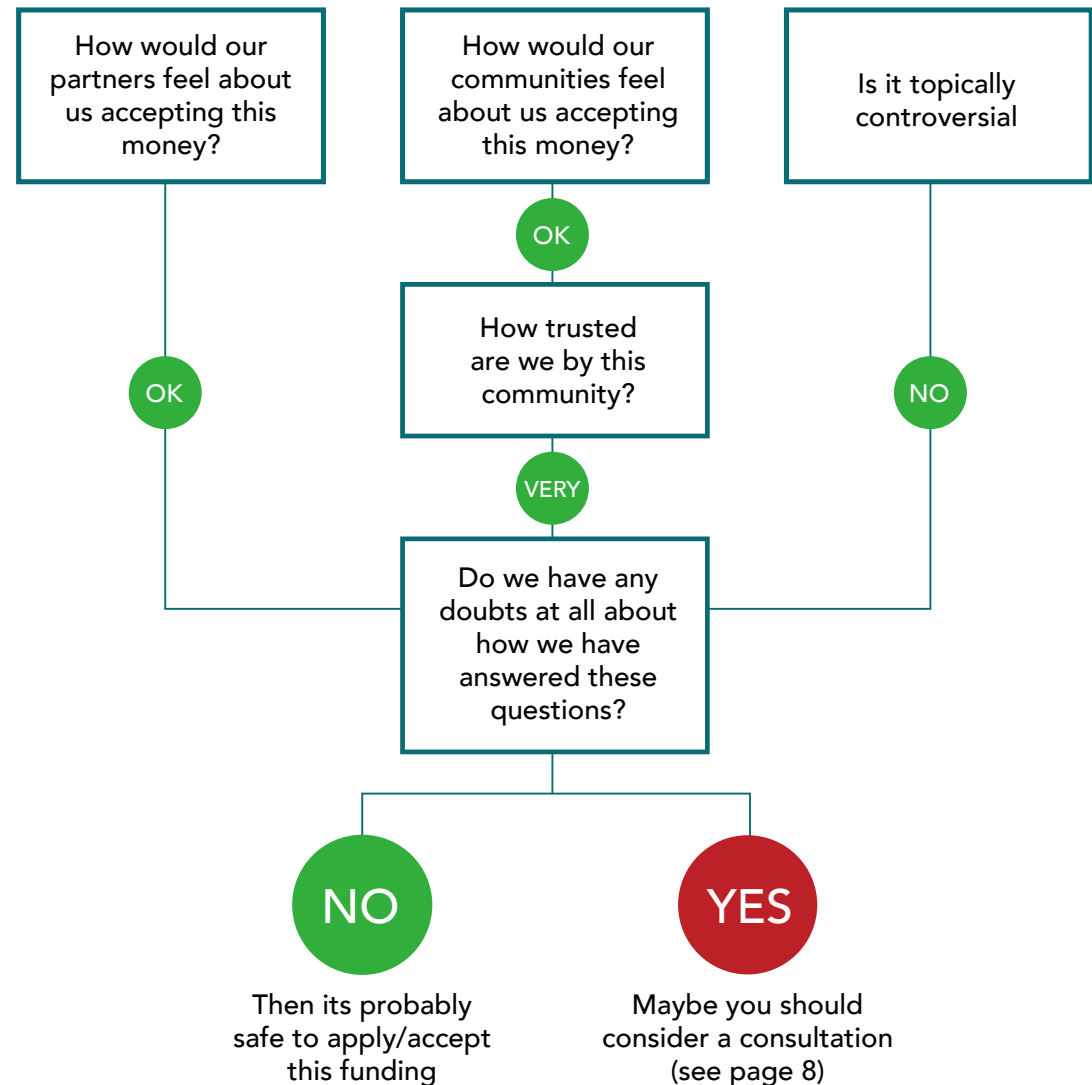 How would our
partners feel about
us accepting this
money?
How would our
communities feel
about us accepting
this money?
Is it topically
controversial
OK
How trusted
are we by this
community?
OK
NO
VERY
Do we have any
doubts at all about
how we have
answered these
questions?
NO
YES
Then its probably
safe to apply/accept
this funding
Maybe you should
consider a consultation
(see page 8)